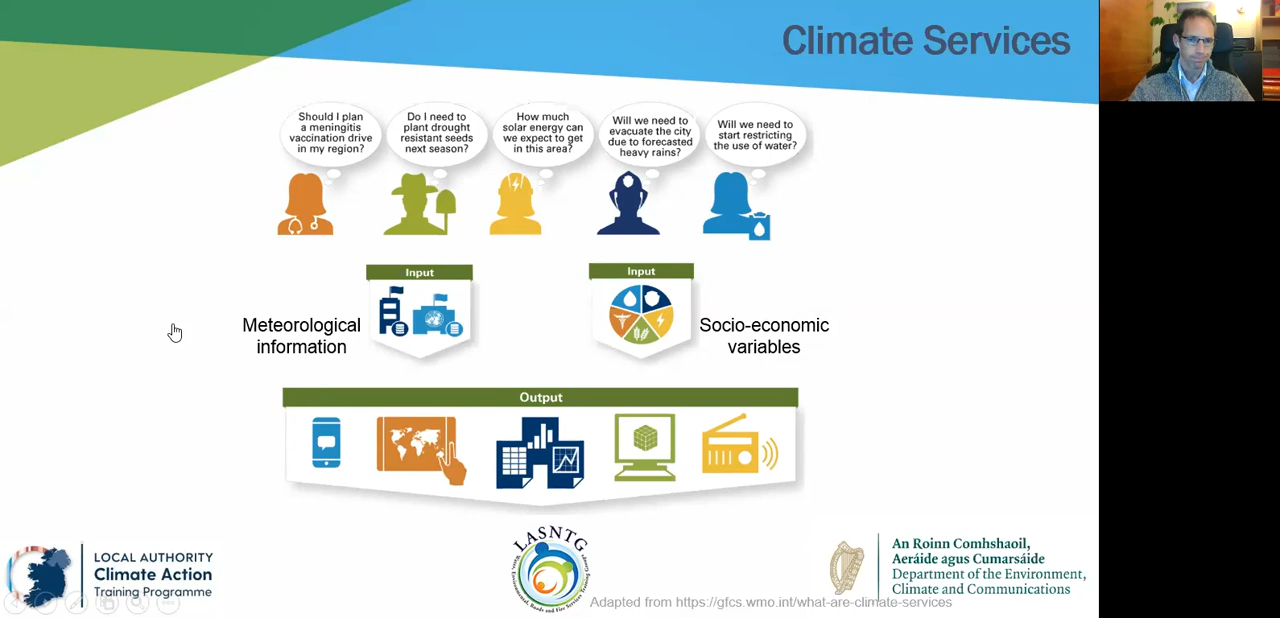 Climate Services
Should I plan
a meningitis
vaccination drive
in my region?
Do I need to
plant drought
resistant seeds
next season?
How much
solar energy can
we expect to get
in this area?
Will we need to
evacuate the city
due to forecasted
heavy rains?
Will we need to
start restricting
the use of water?
Input
Input
Meteorological
information
Socio-economic
variables
Output
LOCAL AUTHORITY
Climate Action
Training Programme
LASNTG
An Roinn Comhshaoil,
Aeráide agus Cumarsáide
Department of the Environment,
Climate and Communications
Adapted from https://gfcs.wmo.int/what-are-climate-services